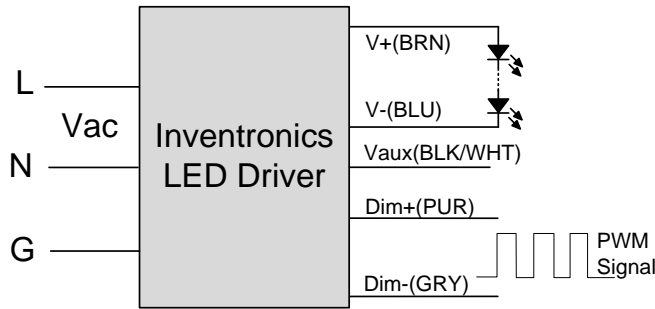 L
Vac
N
G
Inventronics
LED Driver
V+(BRN)
V-(BLU)
Vaux(BLK/WHT)
Dim+(PUR)
Dim-(GRY)
PWM
Signal